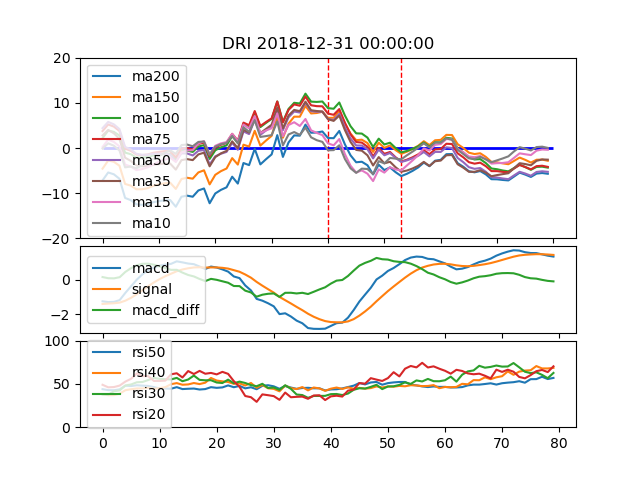 DRI 2018-12-31 00:00:00
20
10
0
−10
−20
ma200
ma150
ma100
ma75
ma50
ma35
ma15
ma10
0
−2
macd
signal
macd_diff
100
50
0
rsi50
rsi40
rsi30
rsi20
0 10 20 30 40 50 60 70 80